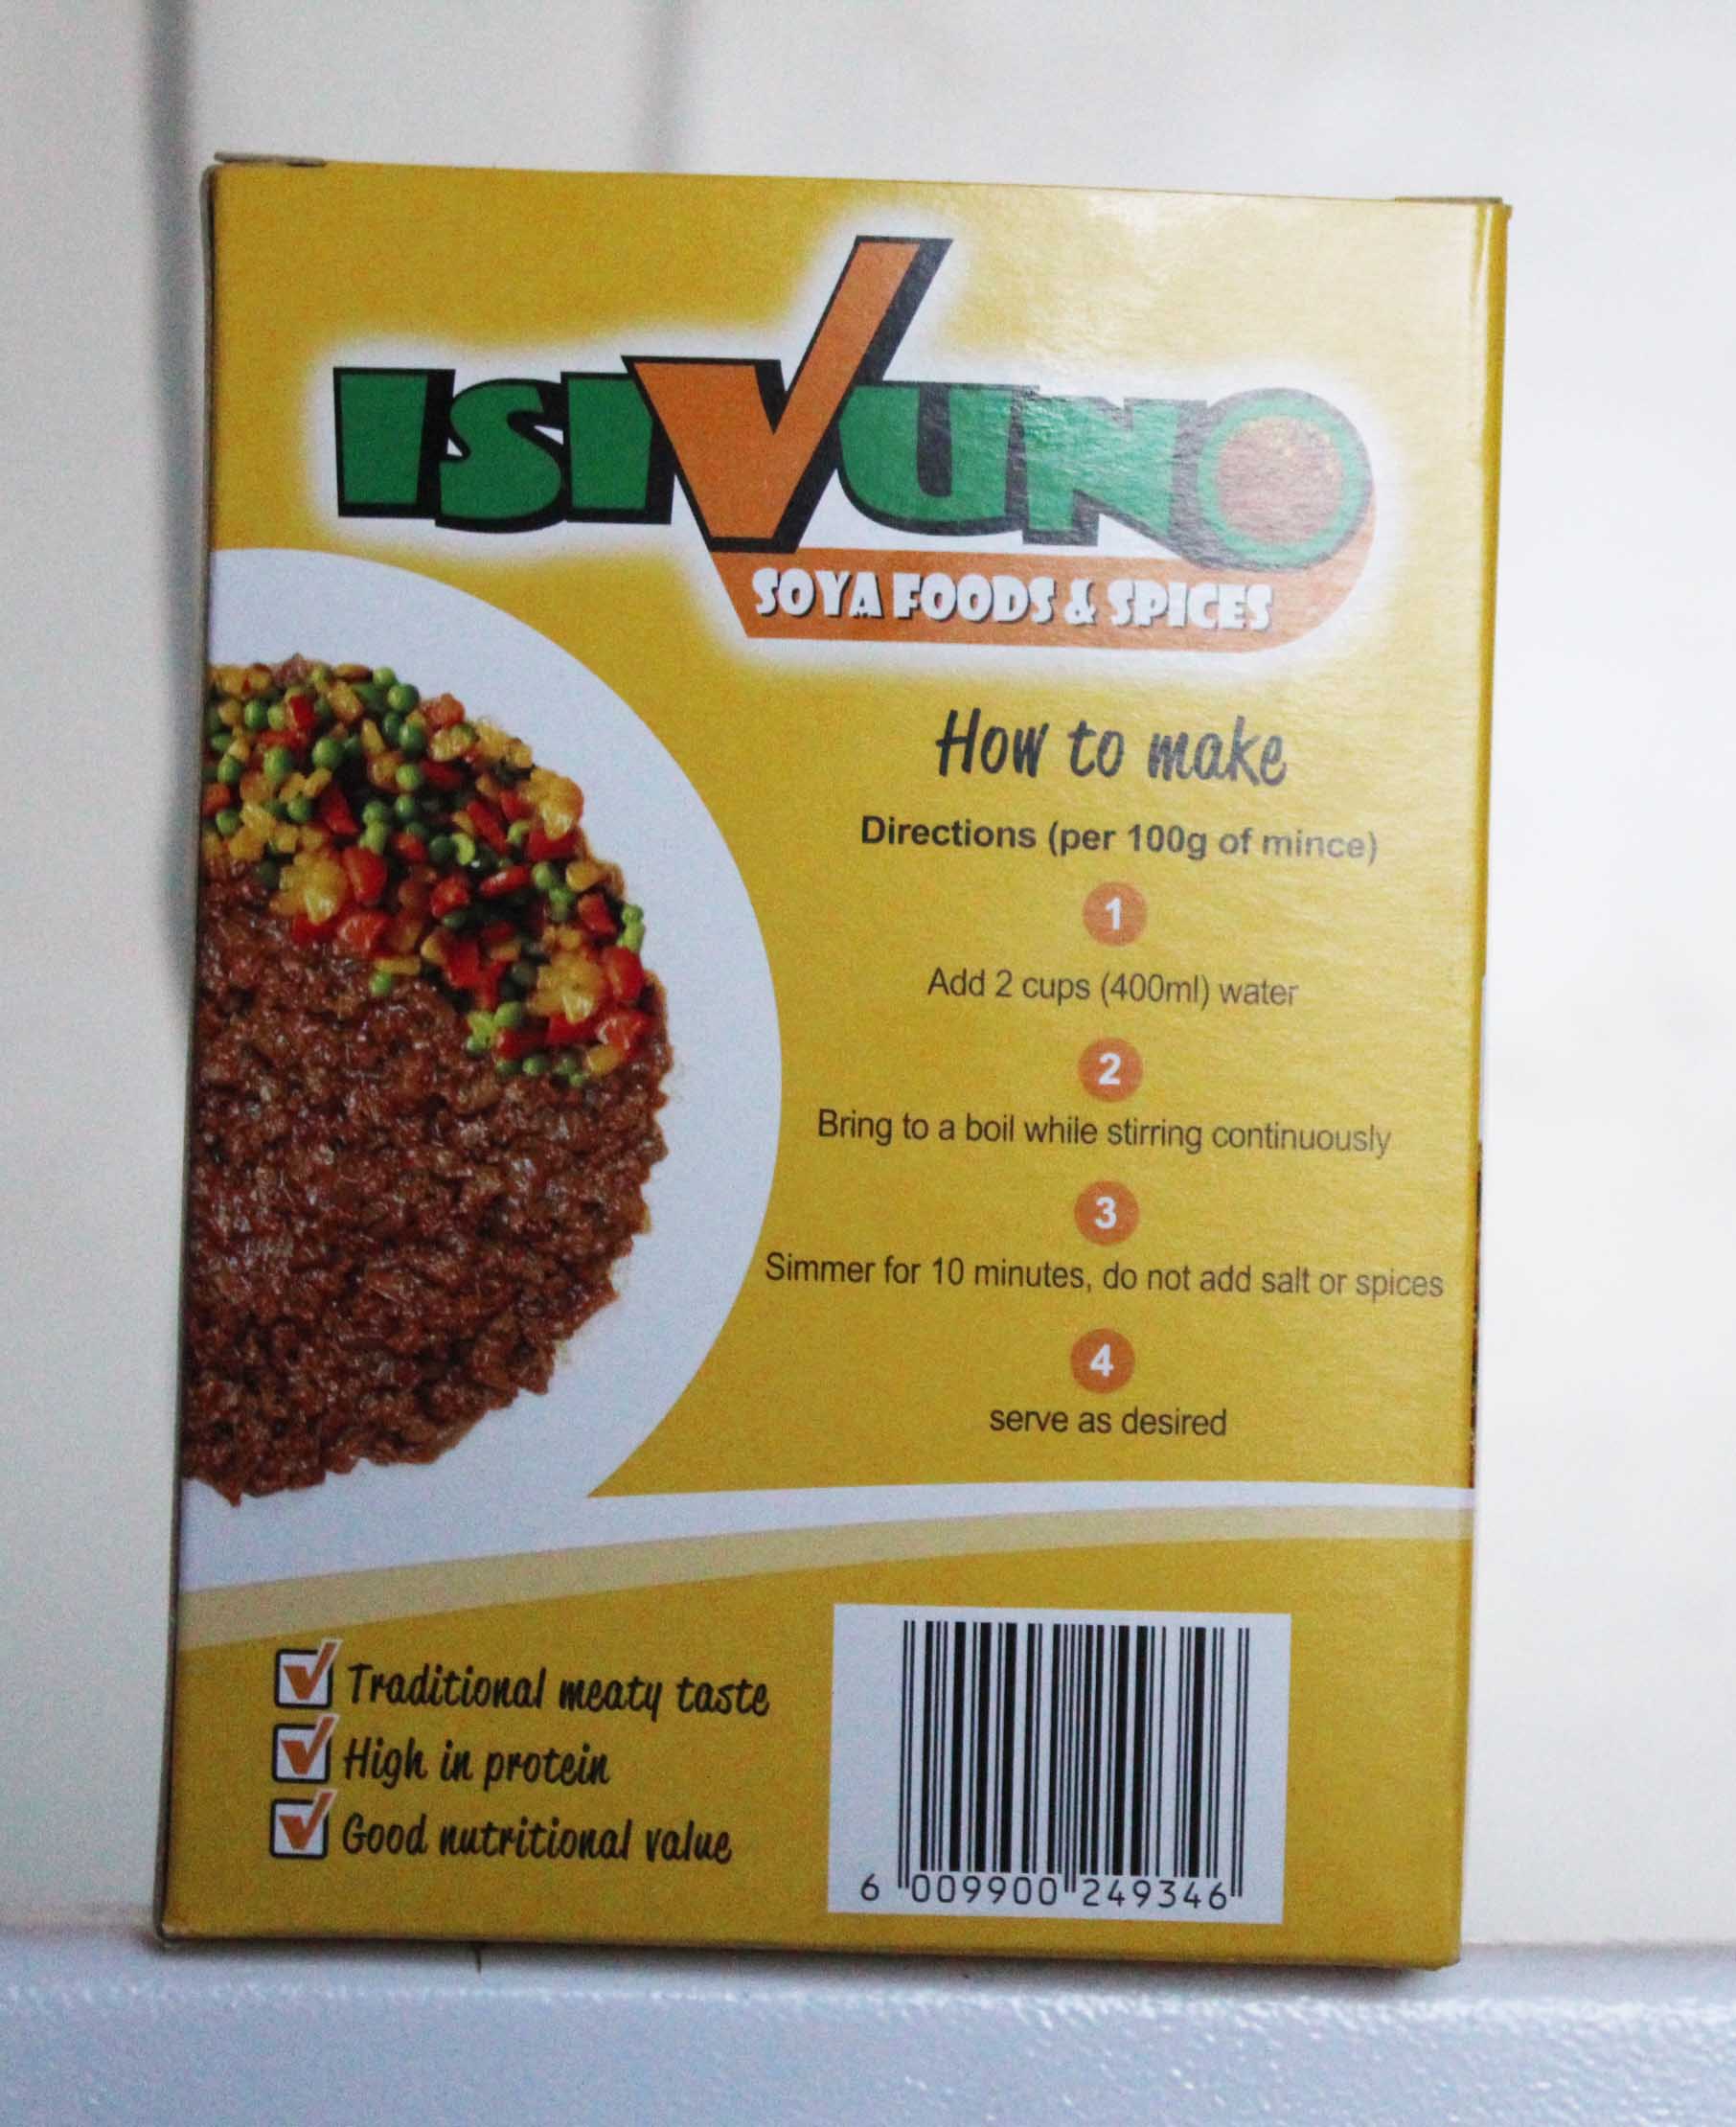 ISIVUNO
SOYA FOODS & SPICES
How to make
Directions (per 100g of mince)
1
Add 2 cups (400ml) water
2
Bring to a boil while stirring continuously
3
Simmer for 10 minutes, do not add salt or spices
4
serve as desired
Traditional meaty taste
High in protein
Good nutritional value
6 009900 249346